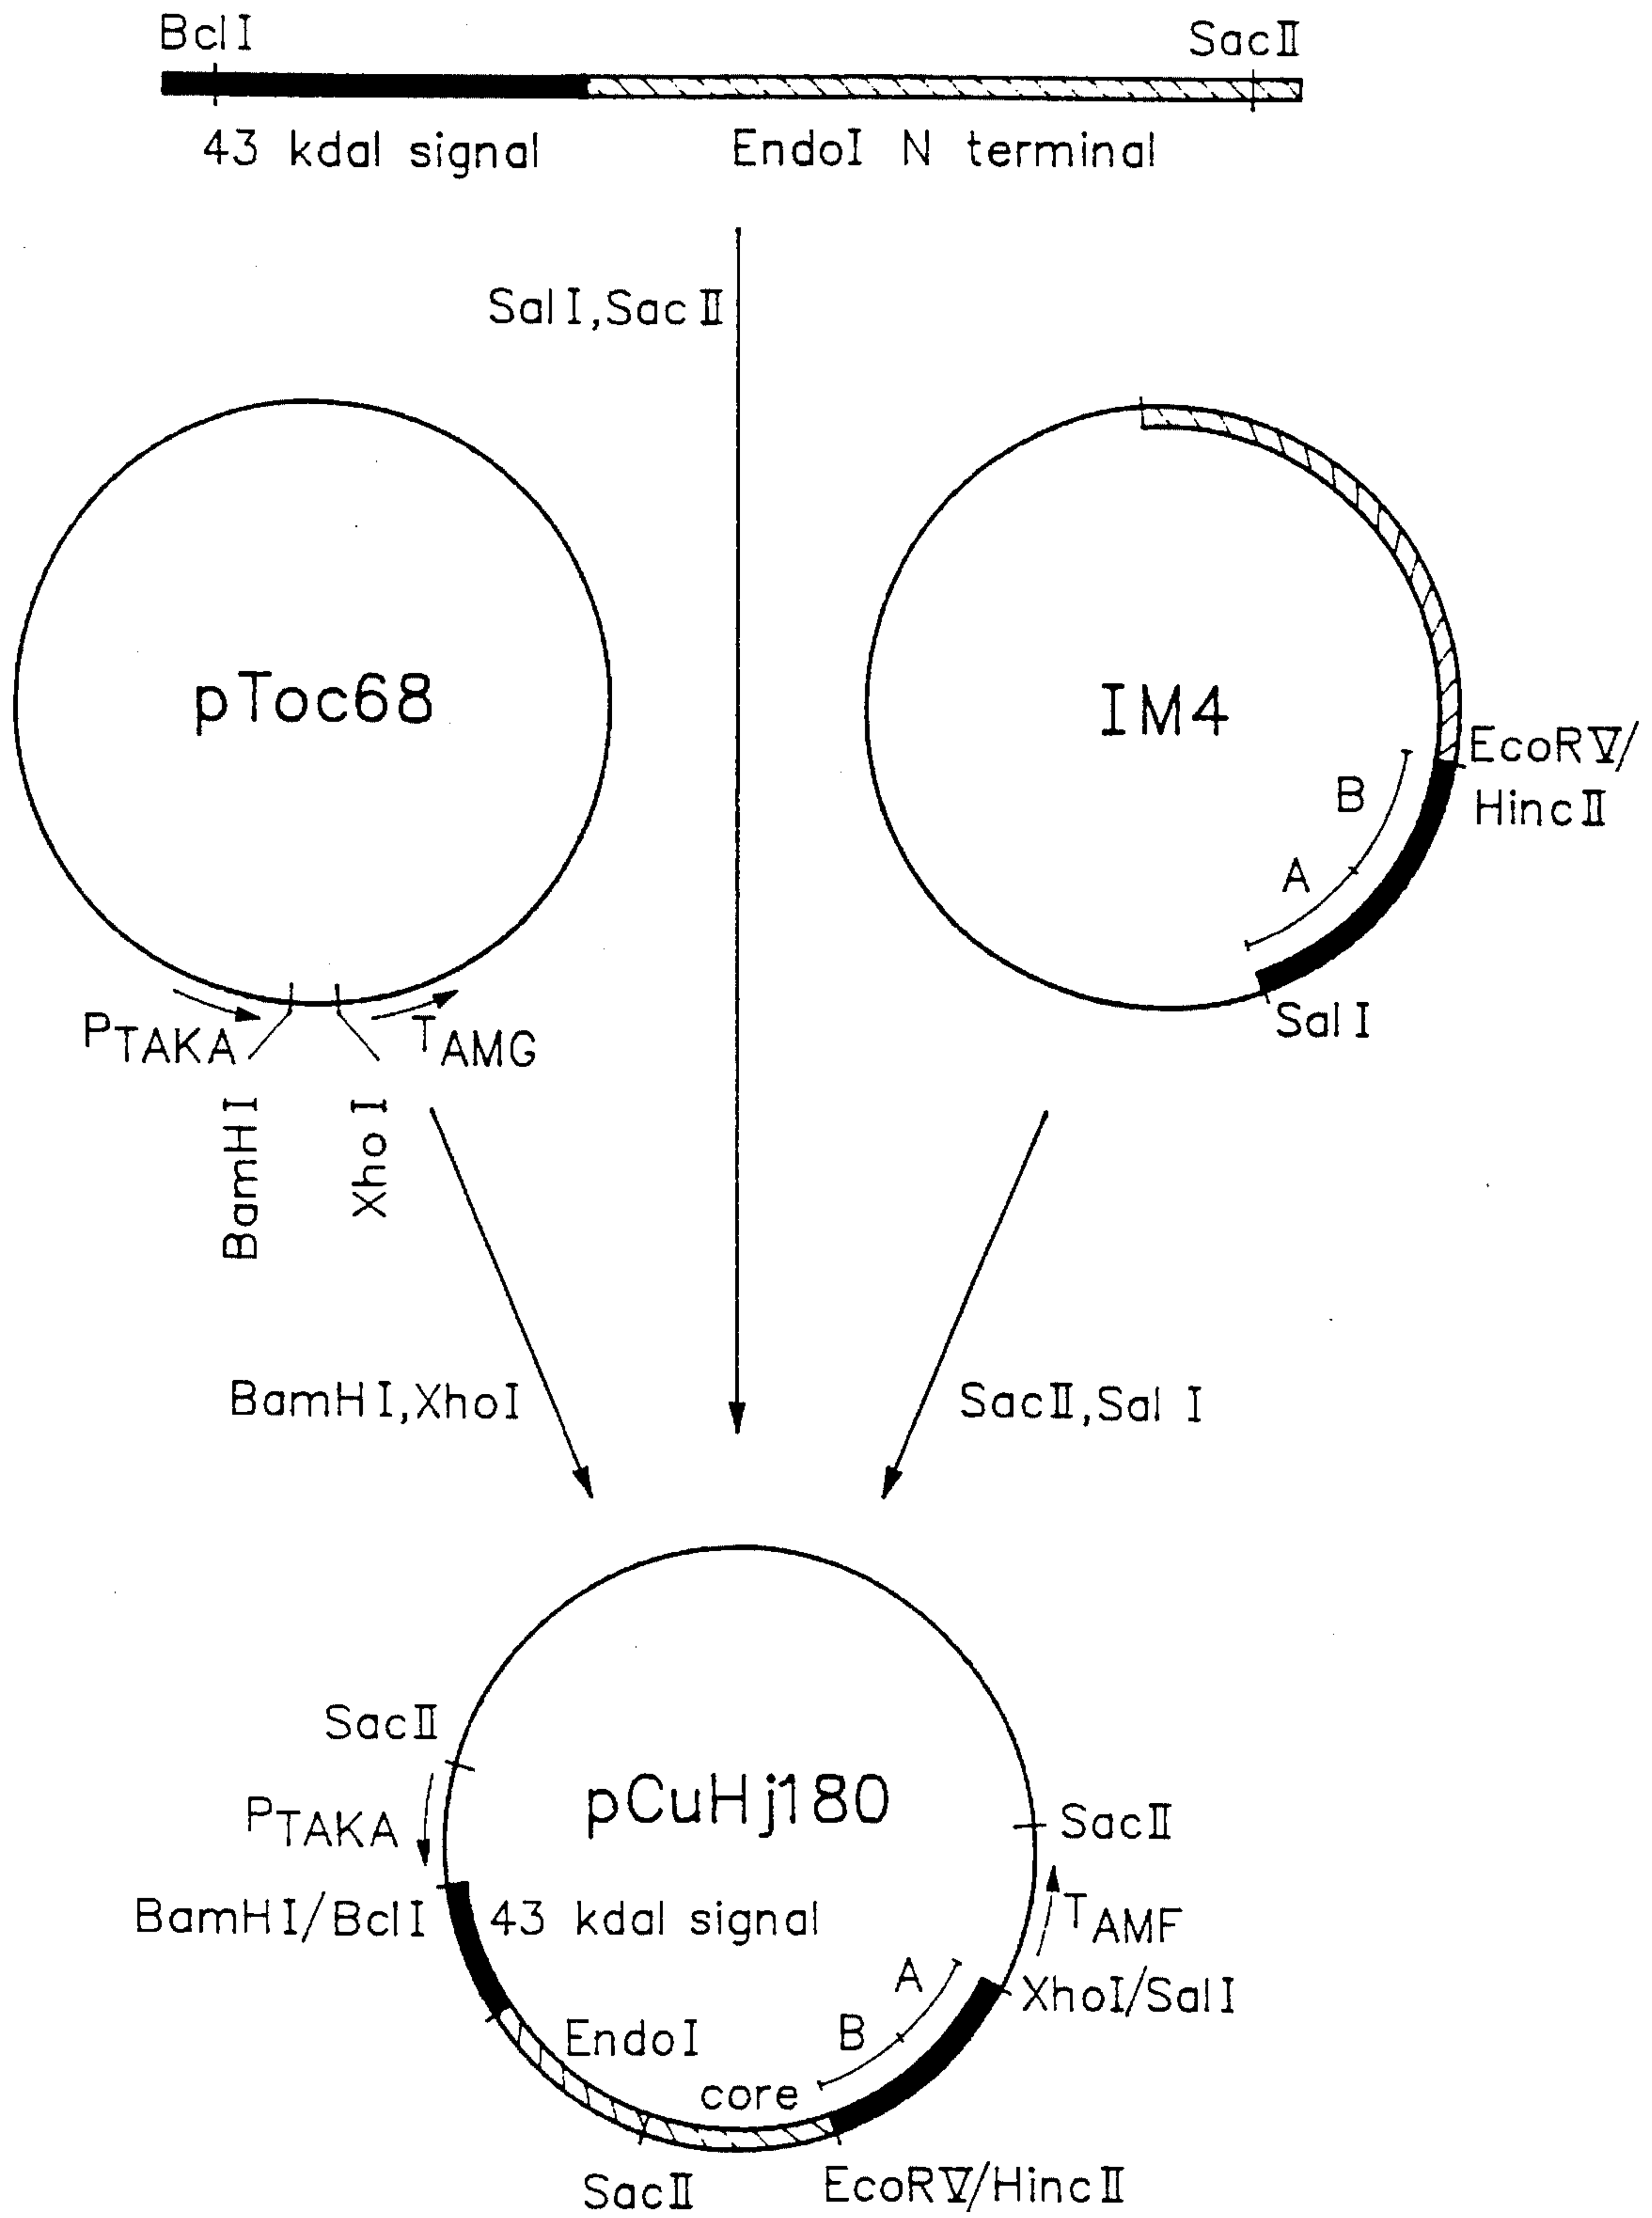 BclI
SacII
43 kdal signal
EndoI N terminal
SalI,SacII
pToc68
IM4
EcoRV/
HincII
B
A
SalI
PTAKA
TAMG
BamHI
XhoI
BamHI,XhoI
SacII,SalI
SacII
pCuHj180
PTAKA
SacII
BamHI/BclI
43 kdal signal
TAMF
A
XhoI/SalI
B
EndoI
core
SacII
EcoRV/HincII